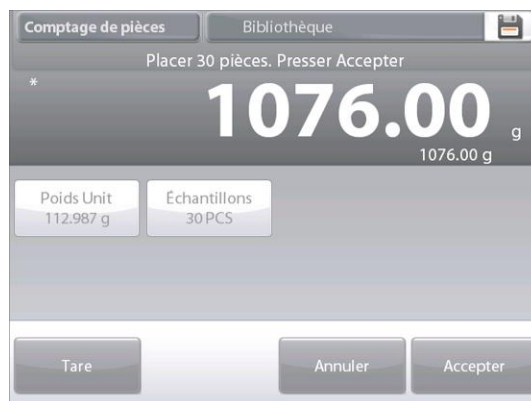 Comptage de pièces Bibliothèque
Placer 30 pièces. Presser Accepter
*
1076.00 g
1076.00 g
Poids Unit Échantillons
112.987 g 30 PCS
Tare Annuler Accepter